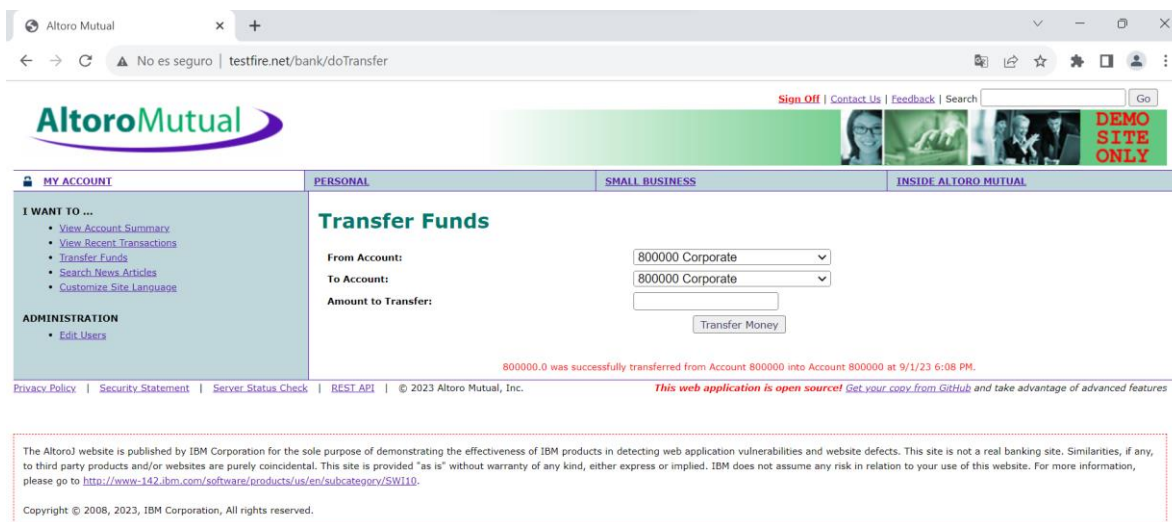 Altoro Mutual
No es seguro | testfire.net/bank/doTransfer
Sign Off | Contact Us | Feedback | Search Go
AltoroMutual
DEMO
SITE
ONLY
MY ACCOUNT PERSONAL SMALL BUSINESS INSIDE ALTORO MUTUAL
I WANT TO ...
• View Account Summary
• View Recent Transactions
• Transfer Funds
• Search News Articles
• Customize Site Language
ADMINISTRATION
• Edit Users
Transfer Funds
From Account: 800000 Corporate
To Account: 800000 Corporate
Amount to Transfer:
Transfer Money
800000.0 was successfully transferred from Account 800000 into Account 800000 at 9/1/23 6:08 PM.
Privacy Policy | Security Statement | Server Status Check | REST API | © 2023 Altoro Mutual, Inc. This web application is open source! Get your copy from GitHub and take advantage of advanced features
The AltoroJ website is published by IBM Corporation for the sole purpose of demonstrating the effectiveness of IBM products in detecting web application vulnerabilities and website defects. This site is not a real banking site. Similarities, if any,
to third party products and/or websites are purely coincidental. This site is provided "as is" without warranty of any kind, either express or implied. IBM does not assume any risk in relation to your use of this website. For more information,
please go to http://www-142.ibm.com/software/products/us/en/subcategory/SWI10.
Copyright © 2008, 2023, IBM Corporation, All rights reserved.